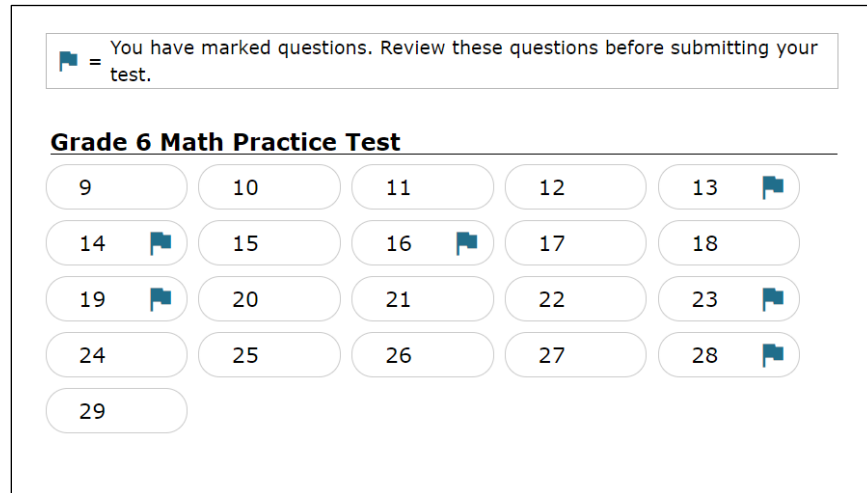 = You have marked questions. Review these questions before submitting your
test.
Grade 6 Math Practice Test
9 10 11 12 13
14 15 16 17 18
19 20 21 22 23
24 25 26 27 28
29